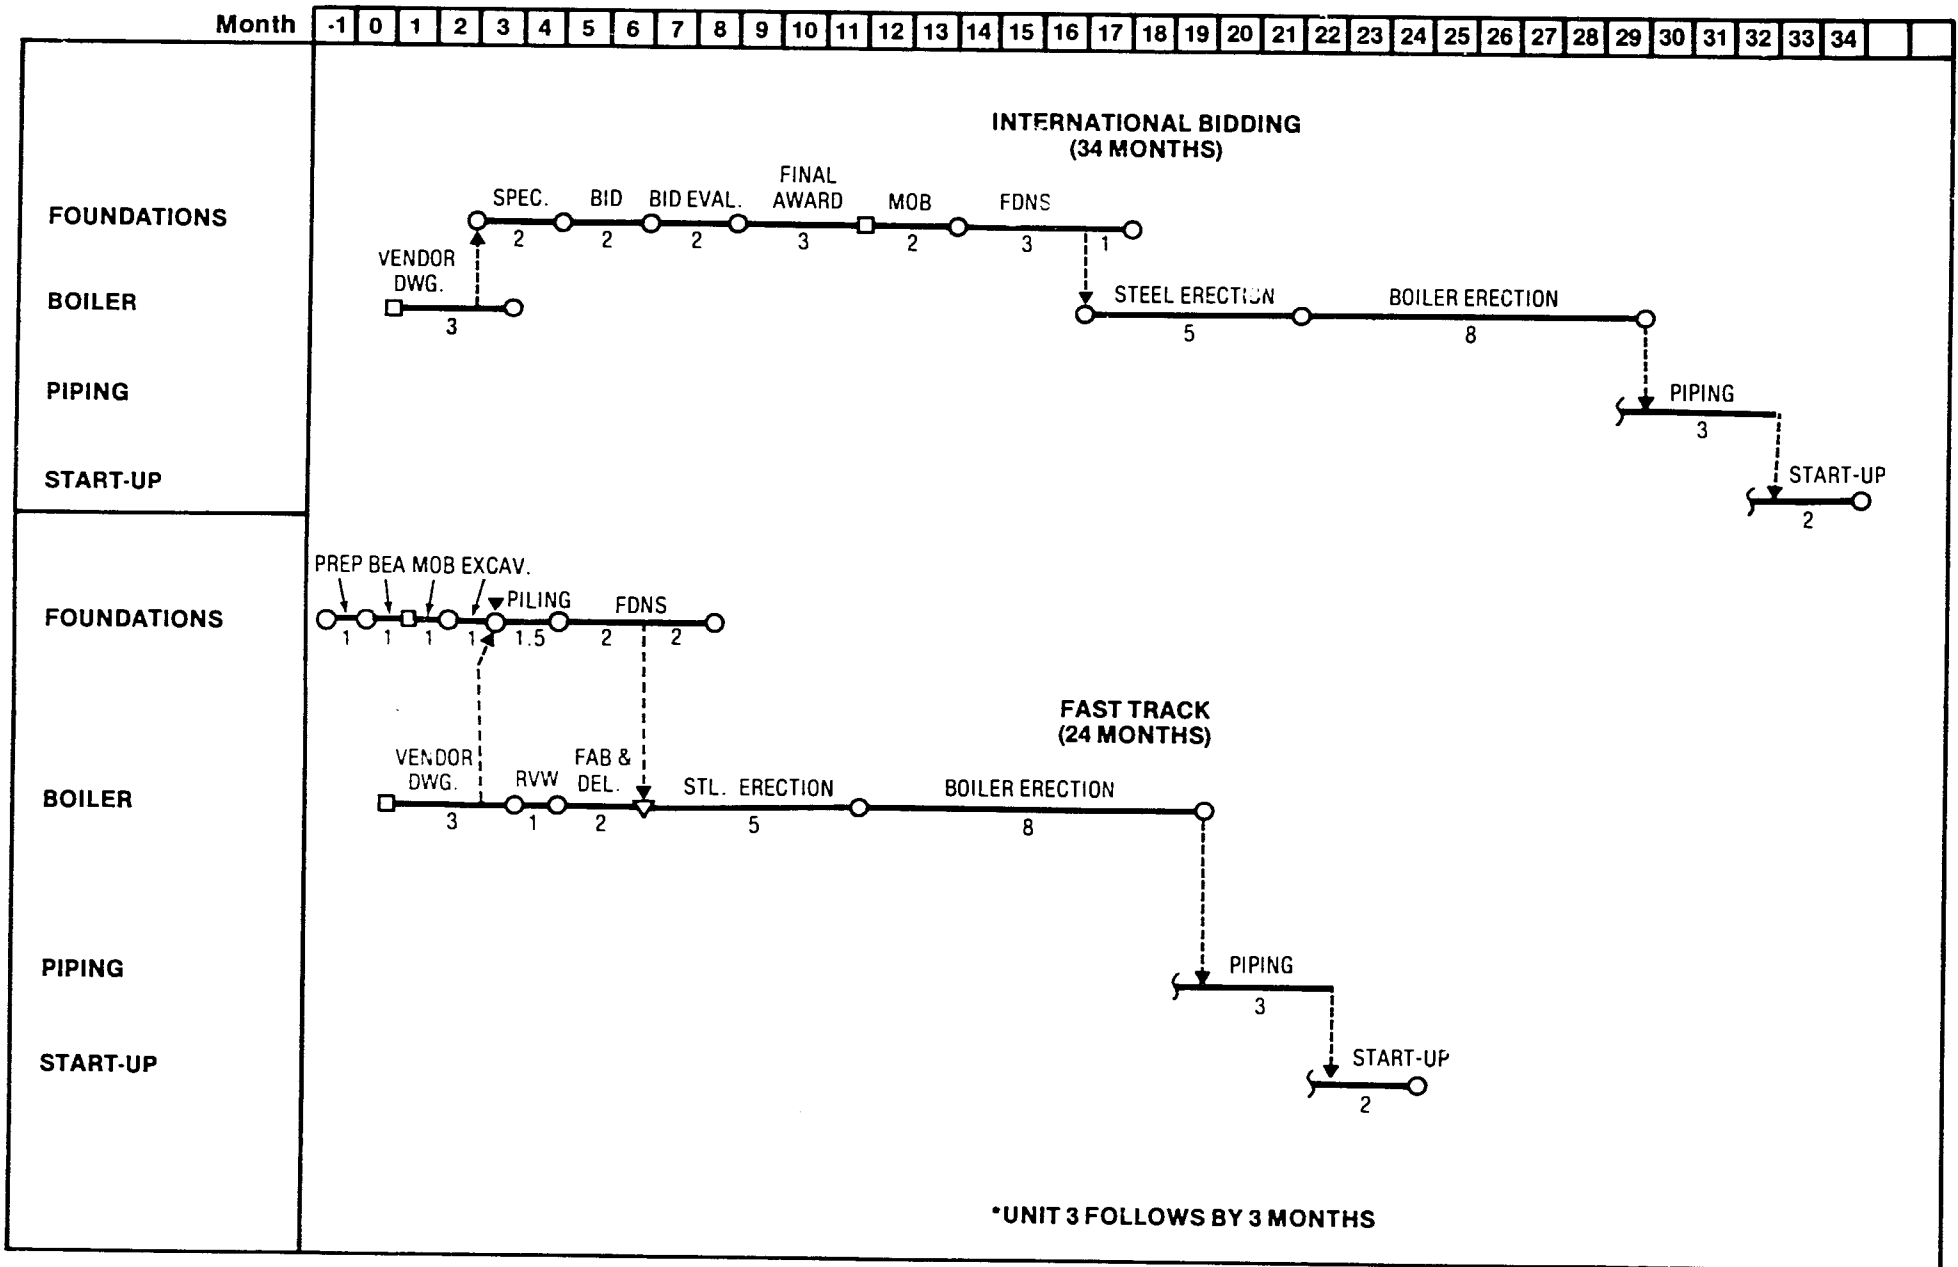 Month -1 0 1 2 3 4 5 6 7 8 9 10 11 12 13 14 15 16 17 18 19 20 21 22 23 24 25 26 27 28 29 30 31 32 33 34
INTERNATIONAL BIDDING
(34 MONTHS)
FOUNDATIONS
SPEC. BID BID EVAL. FINAL
AWARD MOB FDNS
2 2 2 3 2 3 1
BOILER
VENDOR
DWG.
3
STEEL ERECTION BOILER ERECTION
5 8
PIPING
PIPING
3
START-UP
START-UP
2
PREP BEA MOB EXCAV.
FOUNDATIONS
PILING FDNS
1 1 1 1 1.5 2 2
FAST TRACK
(24 MONTHS)
BOILER
VENDOR
DWG. RVW FAB &
DEL. STL. ERECTION BOILER ERECTION
3 1 2 5 8
PIPING
PIPING
3
START-UP
START-UP
2
*UNIT 3 FOLLOWS BY 3 MONTHS